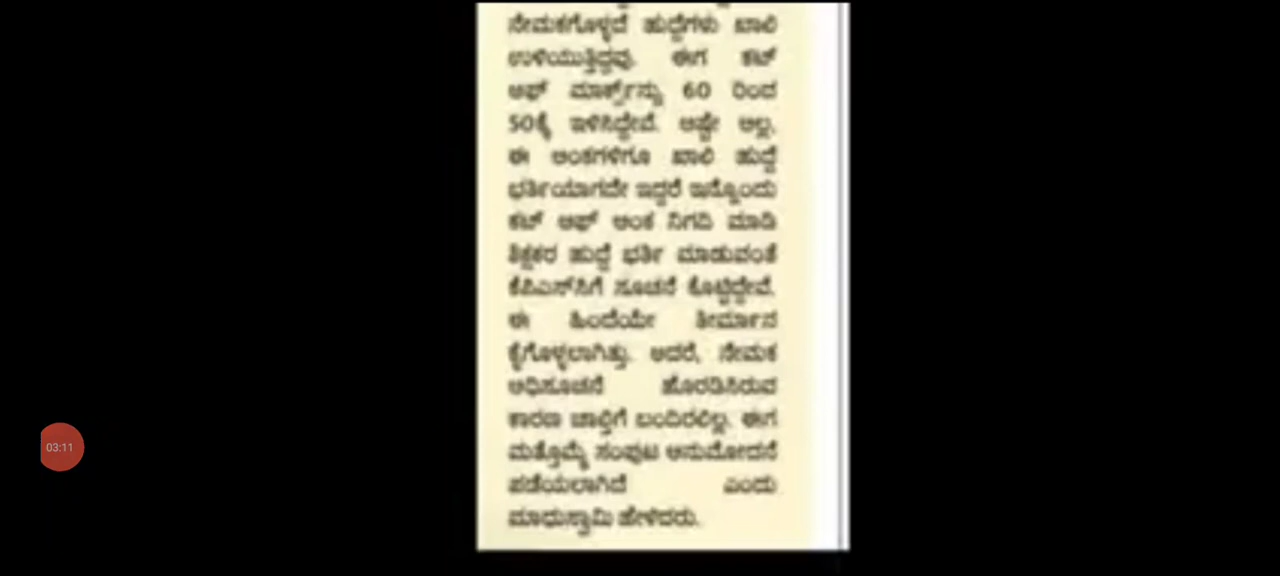 ನೇಮಕಗೊಳ್ಳದೆ ಹುದ್ದೆಗಳು ಖಾಲಿ
ಉಳಿಯುತ್ತಿದ್ದವು. ಈಗ ಕಟ್
ಆಫ್ ಮಾರ್ಕ್ಸ್‌ನ್ನು 60 ರಿಂದ
50ಕ್ಕೆ ಇಳಿಸಿದ್ದೇವೆ. ಅಷ್ಟೇ ಅಲ್ಲ,
ಈ ಅಂಕಗಳಿಗೂ ಖಾಲಿ ಹುದ್ದೆ
ಭರ್ತಿಯಾಗದೇ ಇದ್ದರೆ ಇನ್ನೊಂದು
ಕಟ್ ಆಫ್ ಅಂಕ ನಿಗದಿ ಮಾಡಿ
ಶಿಕ್ಷಕರ ಹುದ್ದೆ ಭರ್ತಿ ಮಾಡುವಂತೆ
ಕೆಪಿಎಸ್‌ಸಿಗೆ ಸೂಚನೆ ಕೊಟ್ಟಿದ್ದೇವೆ.
ಈ ಹಿಂದೆಯೇ ತೀರ್ಮಾನ
ಕೈಗೊಳ್ಳಲಾಗಿತ್ತು. ಆದರೆ, ನೇಮಕ
ಅಧಿಸೂಚನೆ ಹೊರಡಿಸಿರುವ
ಕಾರಣ ಜಾರಿಗೆ ಬಂದಿರಲಿಲ್ಲ. ಈಗ
ಮತ್ತೊಮ್ಮೆ ಸಂಪುಟ ಅನುಮೋದನೆ
ಪಡೆಯಲಾಗಿದೆ ಎಂದು
ಮಾಧುಸ್ವಾಮಿ ಹೇಳಿದರು.
03:11